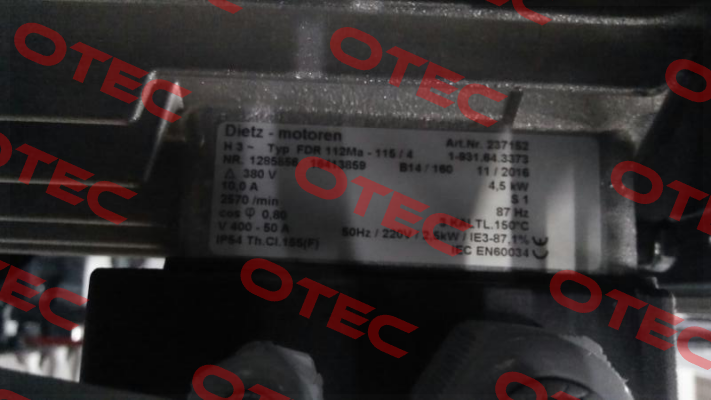 Dietz - motoren
Art.Nr. 237152
H 3 ~ Typ FDR 112Ma - 115 / 4
1-931.64.3373
NR. 1285656 19413859 B14 / 160 11 / 2016
△ 380 V 4,5 kW
10,0 A S 1
2570 /min 87 Hz
cos φ 0,80 3 KALTL.150°C
V 400 - 50 A 50Hz / 220V / 2,5kW / IE3-87,1%
IP54 Th.Cl.155(F) IEC EN60034
OTEC
OTEC
OTEC
OTEC
OTEC
OTEC
OTEC
OTEC
OTEC